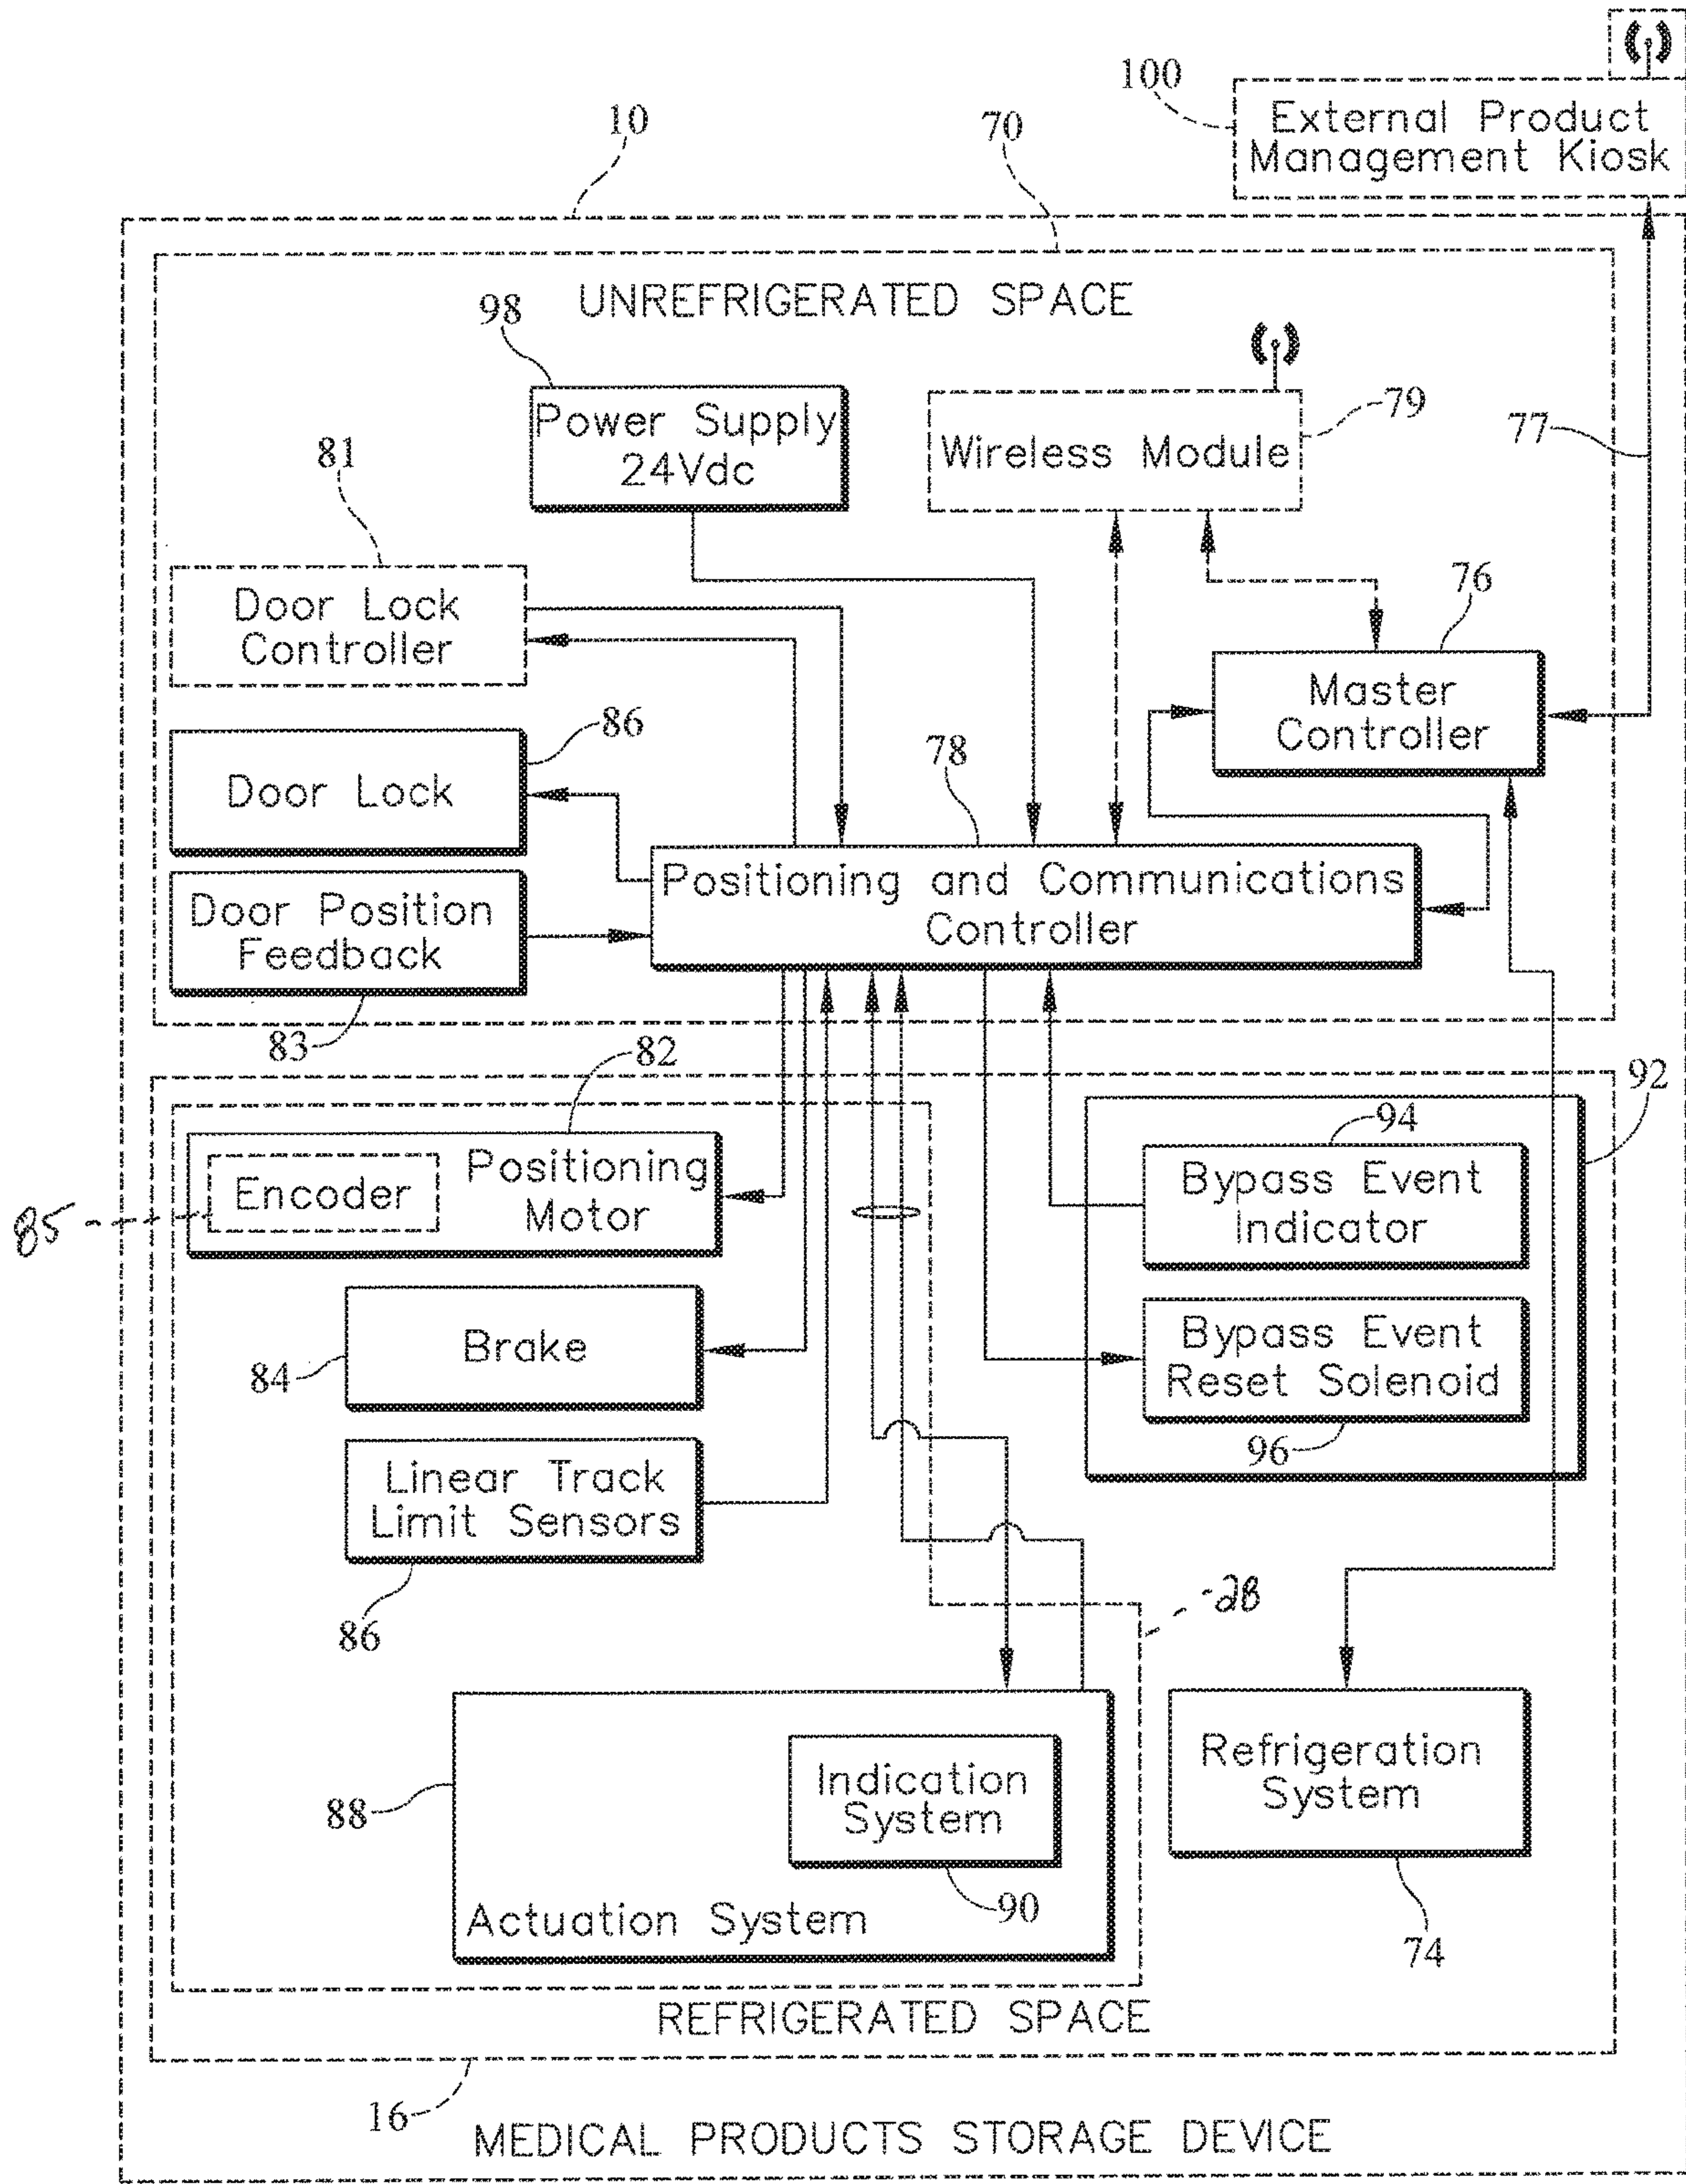 100
External Product
Management Kiosk
10
70
UNREFRIGERATED SPACE
98
Power Supply
24Vdc
79
Wireless Module
77
81
Door Lock
Controller
76
Master
Controller
86
Door Lock
78
Positioning and Communications
Controller
Door Position
Feedback
83
82
92
94
Encoder
Positioning
Motor
85
Bypass Event
Indicator
Brake
84
Bypass Event
Reset Solenoid
96
Linear Track
Limit Sensors
86
28
Refrigeration
System
74
Indication
System
88
90
Actuation System
REFRIGERATED SPACE
16
MEDICAL PRODUCTS STORAGE DEVICE